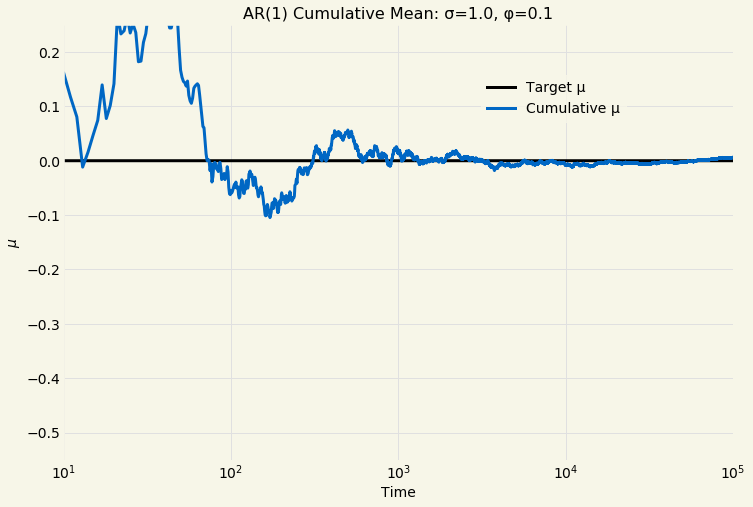 AR(1) Cumulative Mean: σ=1.0, φ=0.1
0.2
0.1
0.0
−0.1
−0.2
−0.3
−0.4
−0.5
μ
Target μ
Cumulative μ
10¹
10²
10³
10⁴
10⁵
Time